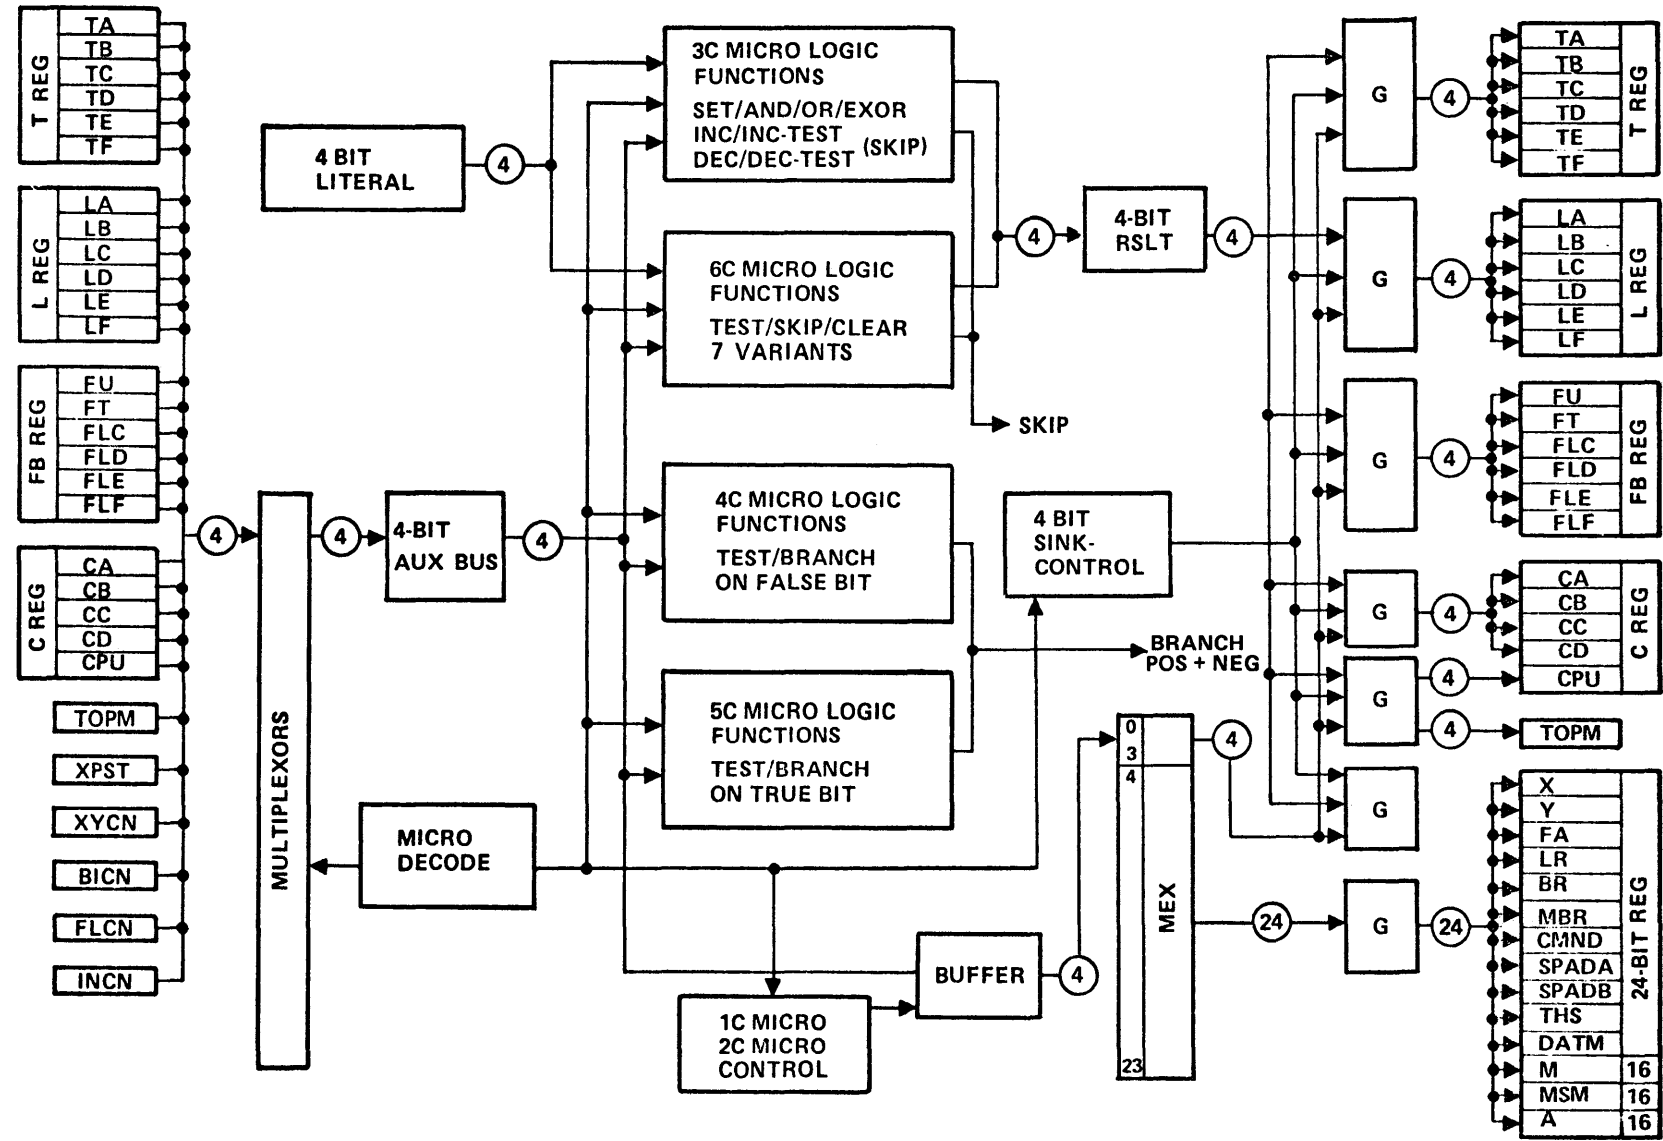 T REG
TA
TB
TC
TD
TE
TF
L REG
LA
LB
LC
LD
LE
LF
FB REG
FU
FT
FLC
FLD
FLE
FLF
C REG
CA
CB
CC
CD
CPU
TOPM
XPST
XYCN
BICN
FLCN
INCN
4
MULTIPLEXORS
4
4-BIT
AUX BUS
4
4 BIT
LITERAL
4
MICRO
DECODE
3C MICRO LOGIC
FUNCTIONS
SET/AND/OR/EXOR
INC/INC-TEST
DEC/DEC-TEST (SKIP)
6C MICRO LOGIC
FUNCTIONS
TEST/SKIP/CLEAR
7 VARIANTS
4C MICRO LOGIC
FUNCTIONS
TEST/BRANCH
ON FALSE BIT
5C MICRO LOGIC
FUNCTIONS
TEST/BRANCH
ON TRUE BIT
1C MICRO
2C MICRO
CONTROL
BUFFER
4
4
4-BIT
RSLT
4
SKIP
4 BIT
SINK-
CONTROL
BRANCH
POS + NEG
0
3
4
23
MEX
4
24
G
4
G
4
G
4
G
4
G
4
4
G
G
24
TA
TB
TC
TD
TE
TF
T REG
LA
LB
LC
LD
LE
LF
L REG
FU
FT
FLC
FLD
FLE
FLF
FB REG
CA
CB
CC
CD
CPU
C REG
TOPM
X
Y
FA
LR
BR
MBR
CMND
SPADA
SPADB
THS
DATM
24-BIT REG
M 16
MSM 16
A 16